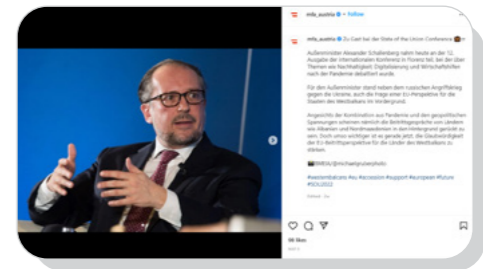 mfa_austria • Follow
mfa_austria Zu Gast bei der State of the Union Conference
Außenminister Alexander Schallenberg nahm heute an der 12.
Ausgabe der internationalen Konferenz in Florenz teil, bei der über
Themen wie Nachhaltigkeit, Digitalisierung und Wirtschaftshilfen
nach der Pandemie debattiert wurde.
Für den Außenminister stand neben dem russischen Angriffskrieg
gegen die Ukraine, auch die Frage einer EU-Perspektive für die
Staaten des Westbalkans im Vordergrund.
Angesichts der Kombination aus Pandemie und den geopolitischen
Spannungen scheinen nämlich die Beitrittsgespräche von Ländern
wie Albanien und Nordmazedonien in den Hintergrund gerückt zu
sein. Doch umso wichtiger ist es gerade jetzt, die Glaubwürdigkeit
der EU-Beitrittsperspektive für die Länder des Westbalkans zu
stärken.
BMEIA/@michaelgruberphoto
#westernbalcans #eu #accession #support #european #future
#SOU2022
98 likes